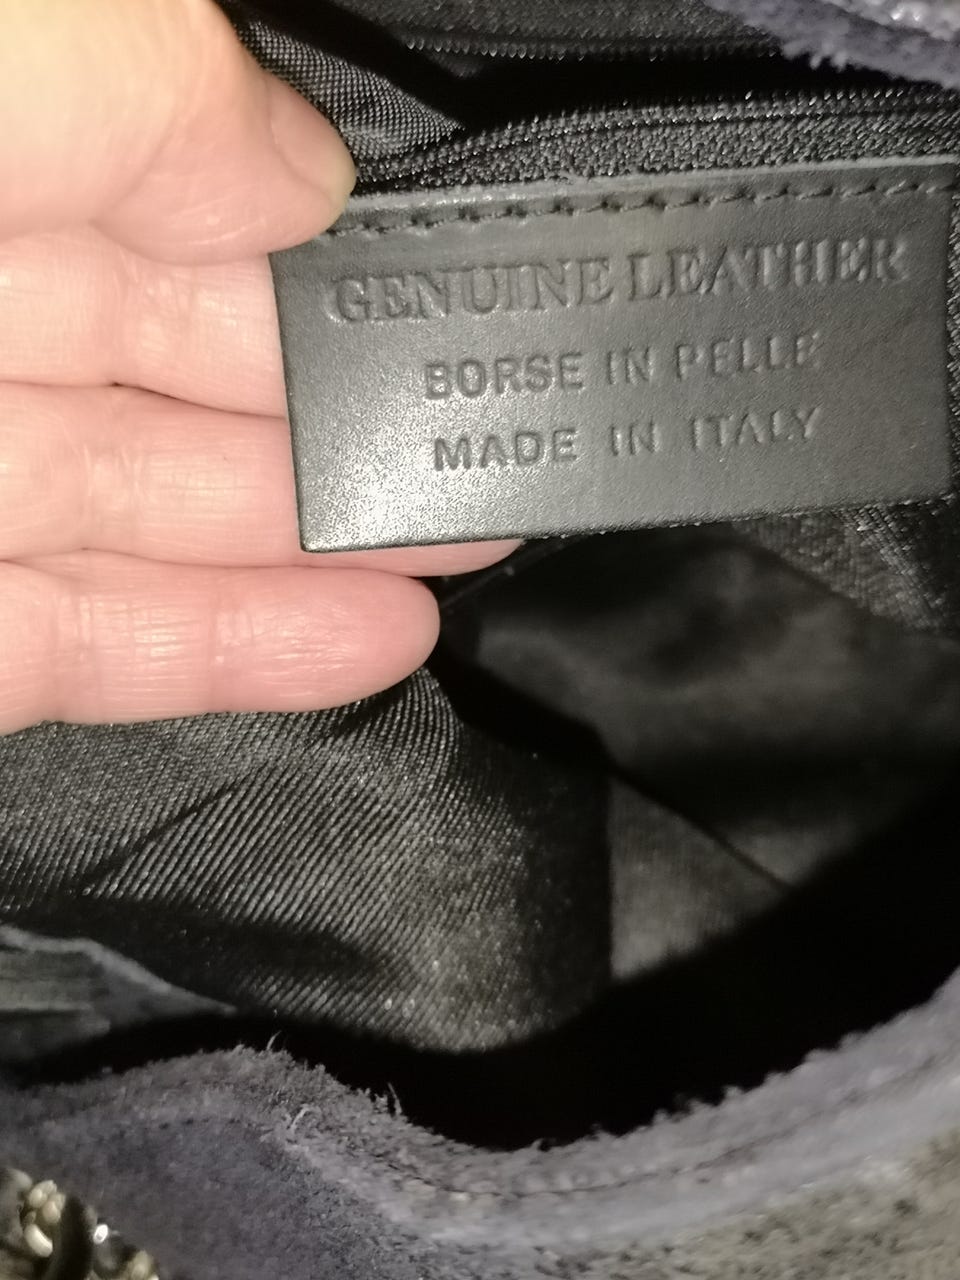 GENUINE LEATHER
BORSE IN PELLE
MADE IN ITALY